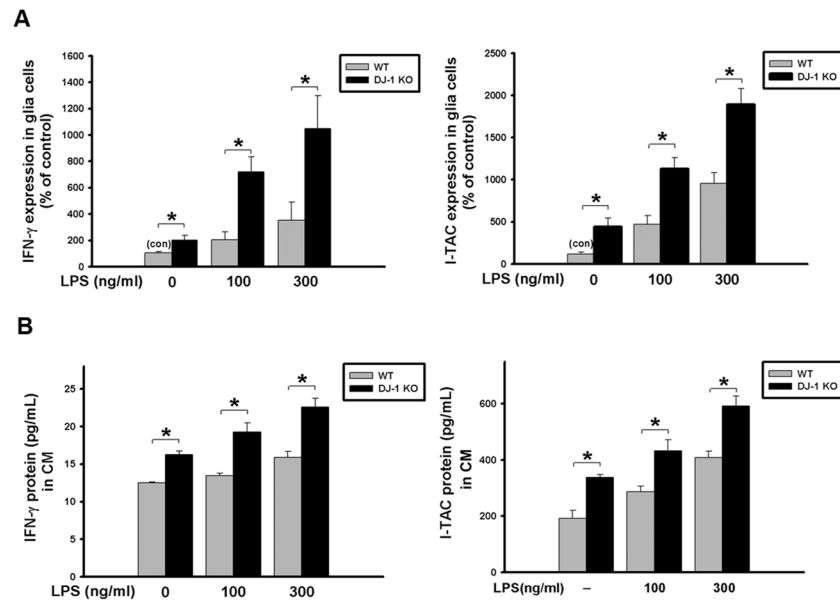 A
IFN-γ expression in glia cells
(% of control)
1600
1400
1200
1000
800
600
400
200
0
WT
DJ-1 KO
*
*
*
(con)
LPS (ng/ml)
0
100
300
I-TAC expression in glia cells
(% of control)
2500
2000
1500
1000
500
0
WT
DJ-1 KO
*
*
*
(con)
LPS (ng/ml)
0
100
300
B
IFN-γ protein (pg/mL)
in CM
25
20
15
10
5
0
WT
DJ-1 KO
*
*
*
LPS (ng/ml)
0
100
300
I-TAC protein (pg/mL)
in CM
600
400
200
0
WT
DJ-1 KO
*
*
*
LPS(ng/ml)
–
100
300